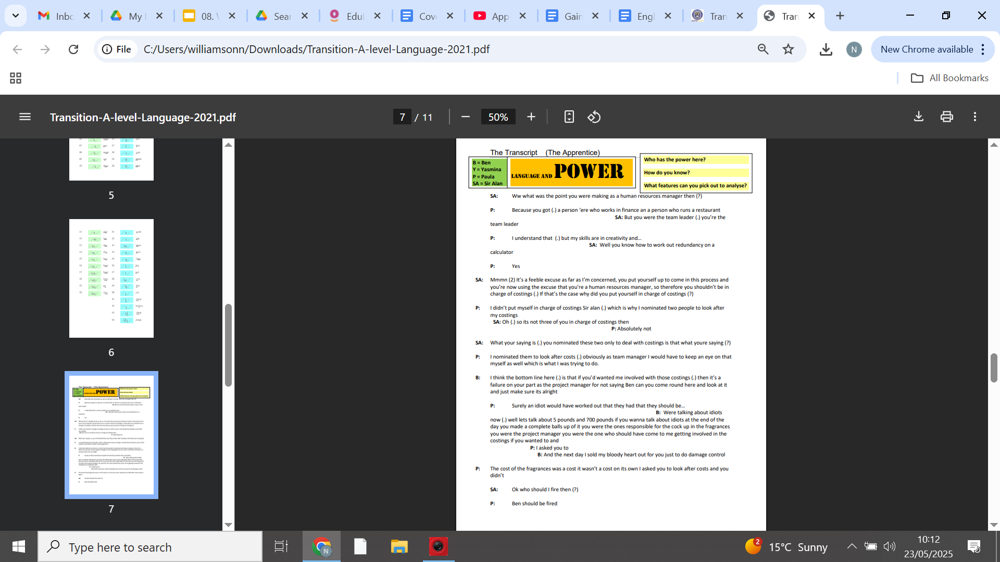 Inbo
My
08.
Sear
Edul
Cov
App
Gain
Engl
Tran
Tran
File
C:/Users/williamsonn/Downloads/Transition-A-level-Language-2021.pdf
N
New Chrome available
All Bookmarks
Transition-A-level-Language-2021.pdf
7 / 11
50%
5
6
7
The Transcript (The Apprentice)
B = Ben
Y = Yasmina
P = Paula
SA = Sir Alan
LANGUAGE AND POWER
Who has the power here?
How do you know?
What features can you pick out to analyse?
SA: Ww what was the point you were making as a human resources manager then (?)
P: Because you got (.) a person ‘ere who works in finance an a person who runs a restaurant
SA: But you were the team leader (.) you’re the
team leader
P: I understand that (.) but my skills are in creativity and...
SA: Well you know how to work out redundancy on a
calculator
P: Yes
SA: Mmmn (2) It’s a feeble excuse as far as I’m concerned, you put yourself up to come in this process and
you’re now using the excuse that you’re a human resources manager, so therefore you shouldn’t be in
charge of costings (.) If that’s the case why did you put yourself in charge of costings (?)
P: I didn’t put myself in charge of costings Sir alan (.) which is why I nominated two people to look after
my costings
SA: Oh (.) so its not three of you in charge of costings then
P: Absolutely not
SA: What your saying is (.) you nominated these two only to deal with costings is that what youre saying (?)
P: I nominated them to look after costs (.) obviously as team manager I would have to keep an eye on that
myself as well which is what I was trying to do.
B: I think the bottom line here (.) is that if you’d wanted me involved with those costings (.) then it’s a
failure on your part as the project manager for not saying Ben can you come round here and look at it
and just make sure its alright
P: Surely an idiot would have worked out that they had that they should be...
B: Were talking about idiots
now (.) well lets talk about 5 pounds and 700 pounds if you wanna talk about idiots at the end of the
day you made a complete balls up of it you were the ones responsible for the cock up in the fragrances
you were the project manager you were the one who should have come to me getting involved in the
costings if you wanted to and
P: I asked you to
B: And the next day I sold my bloody heart out for you just to do damage control
P: The cost of the fragrances was a cost it wasn’t a cost on its own I asked you to look after costs and you
didn’t
SA: Ok who should I fire then (?)
P: Ben should be fired
Type here to search
N
2
15°C Sunny
10:12
23/05/2025